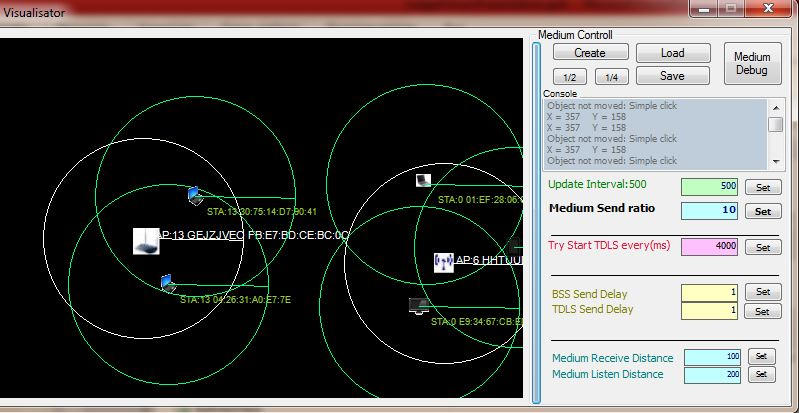 Visualisator
Medium Controll
Create
Load
Medium
Debug
1/2
1/4
Save
Console
Object not moved: Simple click
X = 357 Y = 158
X = 357 Y = 158
Object not moved: Simple click
X = 357 Y = 158
Object not moved: Simple click
Update Interval:500
500
Set
Medium Send ratio
10
Set
Try Start TDLS every(ms)
4000
Set
BSS Send Delay
1
Set
TDLS Send Delay
1
Set
Medium Receive Distance
100
Set
Medium Listen Distance
200
Set
STA:13 30:75:14:D7:90:41
AP:13 GEJZJVEO FB:E7:BD:CE:BC:0C
STA:13 04:26:31:A0:E7:7E
STA:0 01:EF:28:06:
AP:6
STA:0 E9:34:67:CB: